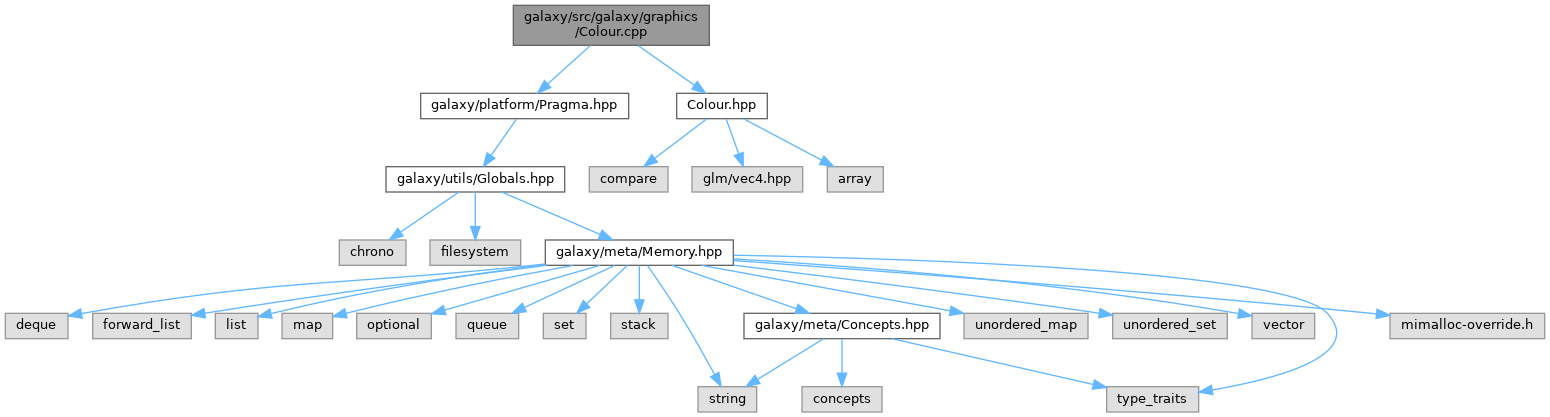 galaxy/src/galaxy/graphics
/Colour.cpp
galaxy/platform/Pragma.hpp
Colour.hpp
galaxy/utils/Globals.hpp
compare
glm/vec4.hpp
array
chrono
filesystem
galaxy/meta/Memory.hpp
deque
forward_list
list
map
optional
queue
set
stack
galaxy/meta/Concepts.hpp
unordered_map
unordered_set
vector
mimalloc-override.h
string
concepts
type_traits